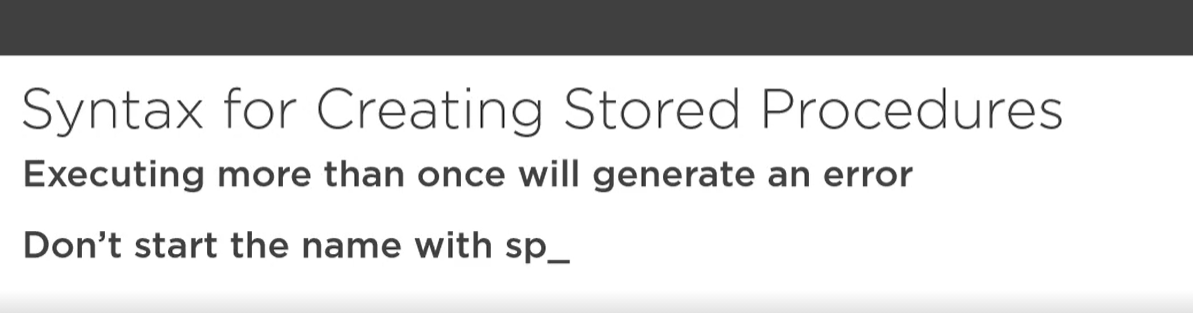 Syntax for Creating Stored Procedures
Executing more than once will generate an error
Don’t start the name with sp_